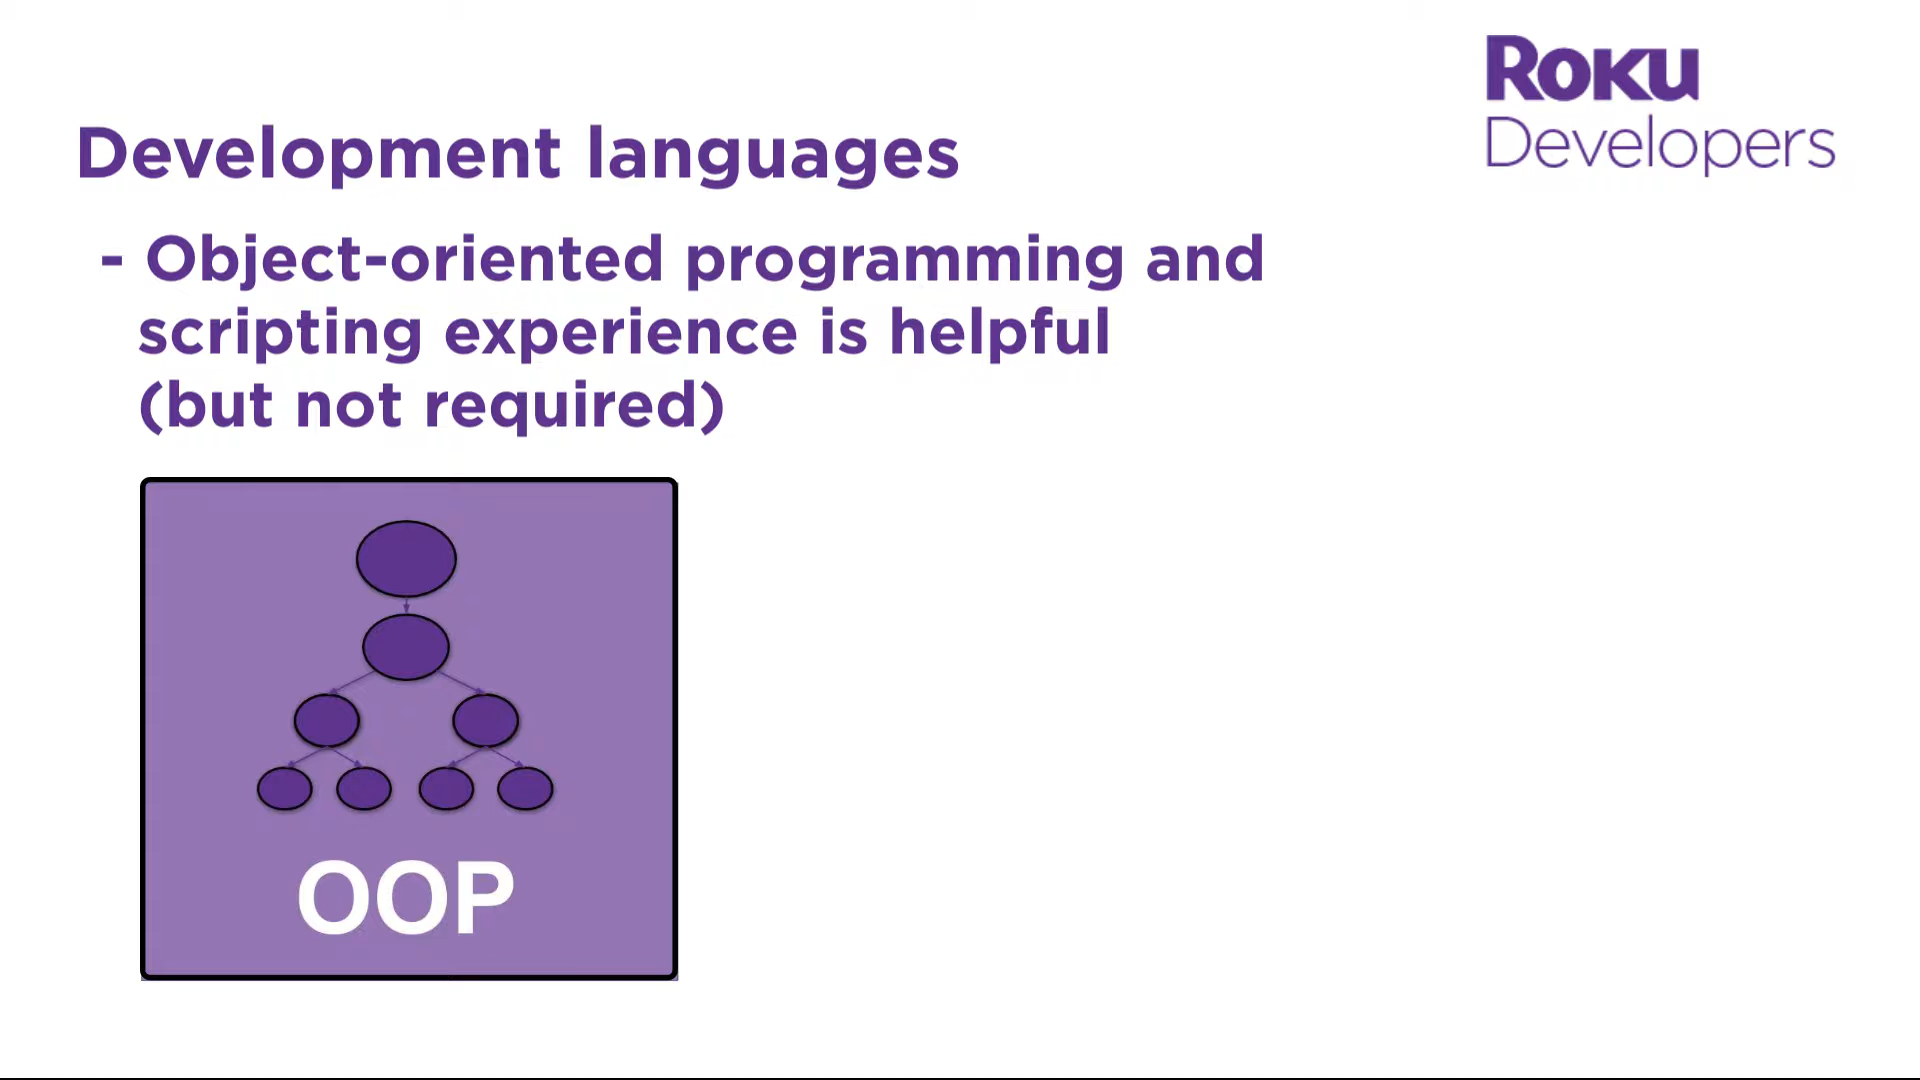 Roku
Developers
Development languages
- Object-oriented programming and
scripting experience is helpful
(but not required)
OOP